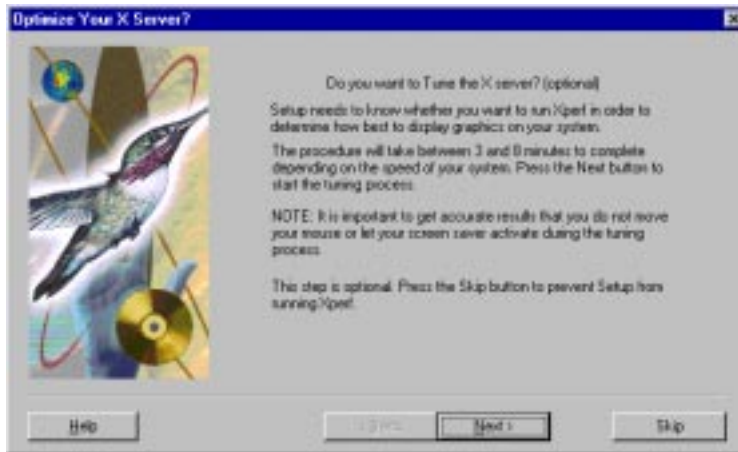 Optimize Your X Server?
Do you want to Tune the X server? (optional)
Setup needs to know whether you want to run Xperf in order to
determine how best to display graphics on your system.
The procedure will take between 3 and 8 minutes to complete
depending on the speed of your system. Press the Next button to
start the tuning process.
NOTE: It is important to get accurate results that you do not move
your mouse or let your screen saver activate during the tuning
process.
This step is optional. Press the Skip button to prevent Setup from
running Xperf.
Help
Next >
Skip